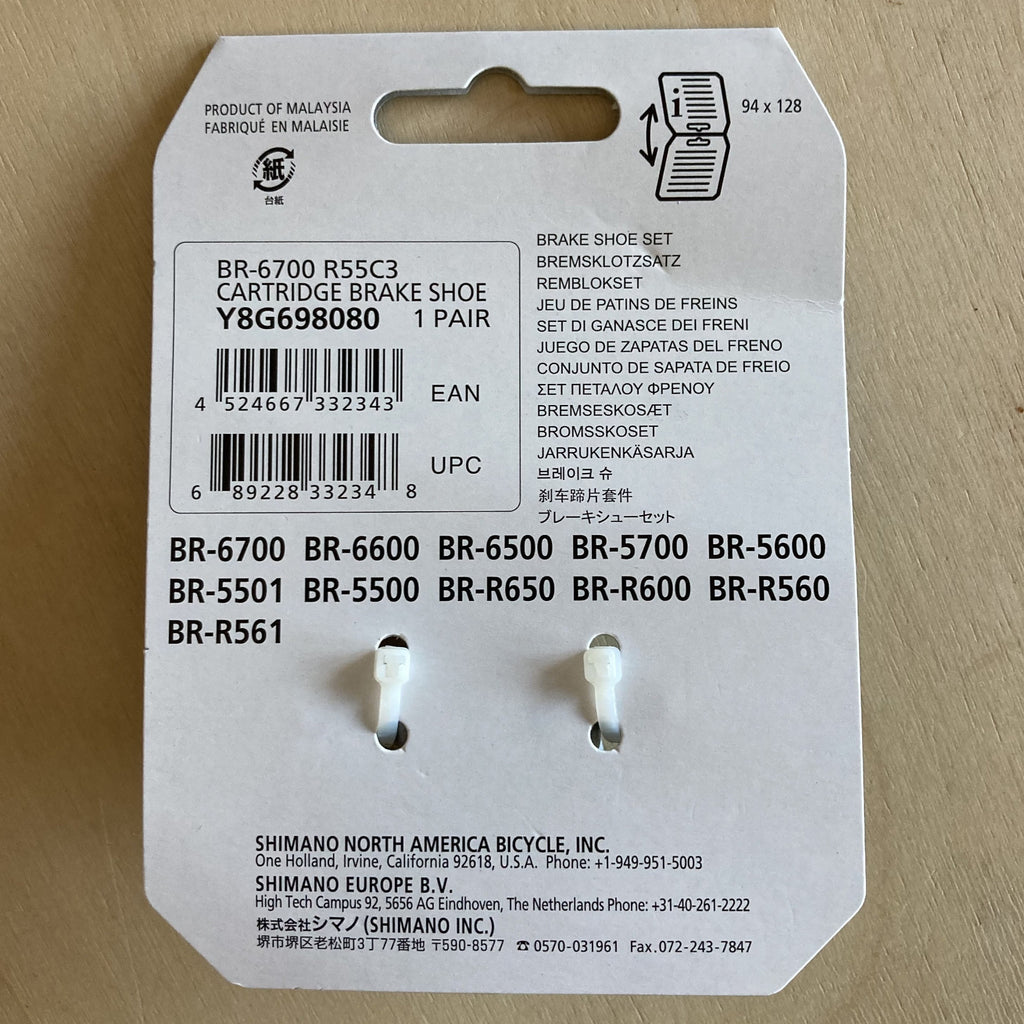 PRODUCT OF MALAYSIA
FABRIQUÉ EN MALAISIE
紙
台紙
i
94 x 128
BR-6700 R55C3
CARTRIDGE BRAKE SHOE
Y8G698080 1 PAIR
4 524667 332343 EAN
6 89228 33234 8 UPC
BRAKE SHOE SET
BREMSKLOTZSATZ
REMBLOKSET
JEU DE PATINS DE FREINS
SET DI GANASCE DEI FRENI
JUEGO DE ZAPATAS DEL FRENO
CONJUNTO DE SAPATA DE FREIO
ΣΕΤ ΠΕΤΑΛΟΥ ΦΡΕΝΟΥ
BREMSESKOSÆT
BROMSSKOSET
JARRUKENKÄSARJA
브레이크 슈
刹车蹄片套件
ブレーキシューセット
BR-6700 BR-6600 BR-6500 BR-5700 BR-5600
BR-5501 BR-5500 BR-R650 BR-R600 BR-R560
BR-R561
SHIMANO NORTH AMERICA BICYCLE, INC.
One Holland, Irvine, California 92618, U.S.A. Phone: +1-949-951-5003
SHIMANO EUROPE B.V.
High Tech Campus 92, 5656 AG Eindhoven, The Netherlands Phone: +31-40-261-2222
株式会社シマノ (SHIMANO INC.)
堺市堺区老松町3丁77番地 〒590-8577 ☎ 0570-031961 Fax.072-243-7847